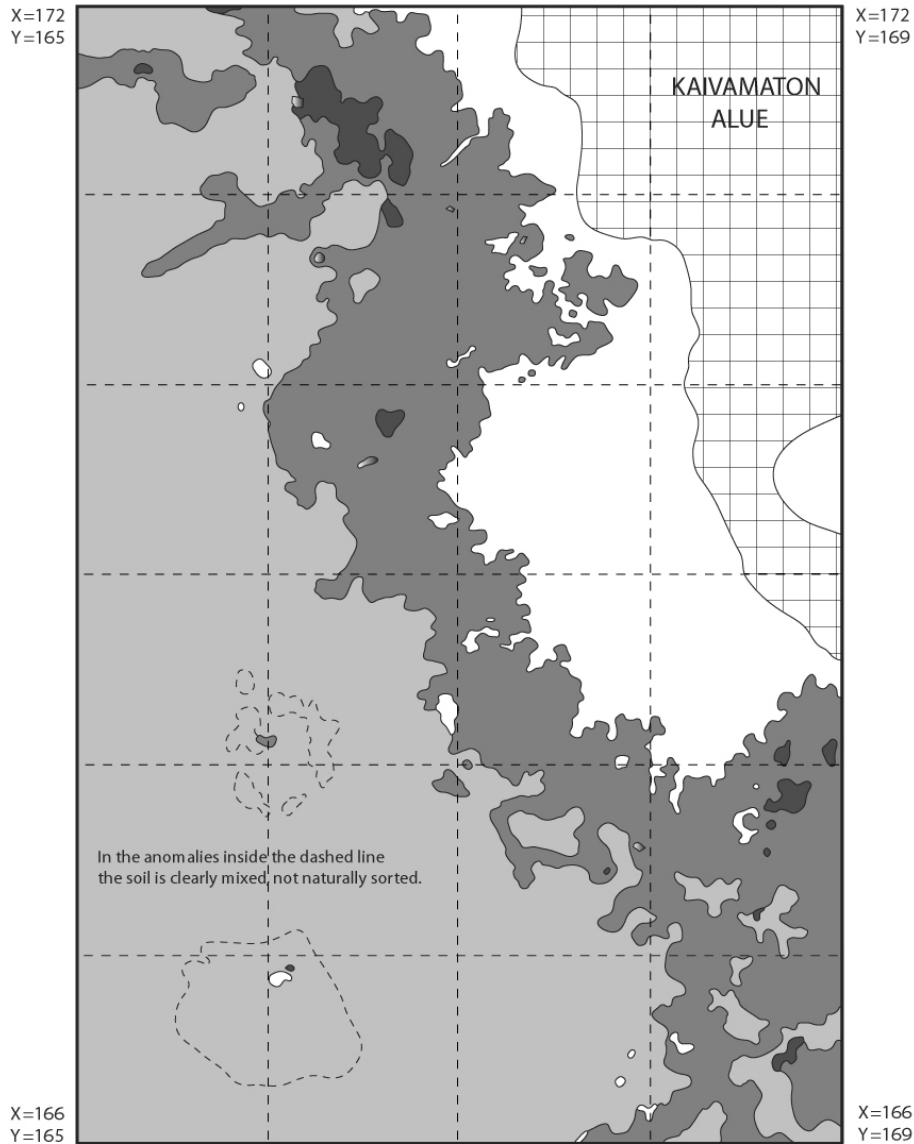 X=172
Y=165
X=172
Y=169
KAIVAMATON
ALUE
In the anomalies inside the dashed line
the soil is clearly mixed, not naturally sorted.
X=166
Y=165
X=166
Y=169